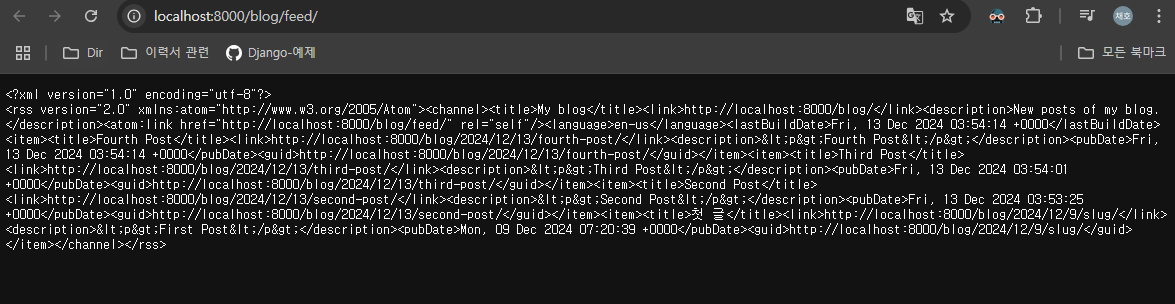 localhost:8000/blog/feed/
채호
Dir
이력서 관련
Django-예제
모든 북마크
<?xml version="1.0" encoding="utf-8"?>
<rss version="2.0" xmlns:atom="http://www.w3.org/2005/Atom"><channel><title>My blog</title><link>http://localhost:8000/blog/</link><description>New posts of my blog.
</description><atom:link href="http://localhost:8000/blog/feed/" rel="self"/><language>en-us</language><lastBuildDate>Fri, 13 Dec 2024 03:54:14 +0000</lastBuildDate>
<item><title>Fourth Post</title><link>http://localhost:8000/blog/2024/12/13/fourth-post/</link><description>&lt;p&gt;Fourth Post&lt;/p&gt;</description><pubDate>Fri,
13 Dec 2024 03:54:14 +0000</pubDate><guid>http://localhost:8000/blog/2024/12/13/fourth-post/</guid></item><item><title>Third Post</title>
<link>http://localhost:8000/blog/2024/12/13/third-post/</link><description>&lt;p&gt;Third Post&lt;/p&gt;</description><pubDate>Fri, 13 Dec 2024 03:54:01
+0000</pubDate><guid>http://localhost:8000/blog/2024/12/13/third-post/</guid></item><item><title>Second Post</title>
<link>http://localhost:8000/blog/2024/12/13/second-post/</link><description>&lt;p&gt;Second Post&lt;/p&gt;</description><pubDate>Fri, 13 Dec 2024 03:53:25
+0000</pubDate><guid>http://localhost:8000/blog/2024/12/13/second-post/</guid></item><item><title>첫 글</title><link>http://localhost:8000/blog/2024/12/9/slug/</link>
<description>&lt;p&gt;First Post&lt;/p&gt;</description><pubDate>Mon, 09 Dec 2024 07:20:39 +0000</pubDate><guid>http://localhost:8000/blog/2024/12/9/slug/</guid>
</item></channel></rss>